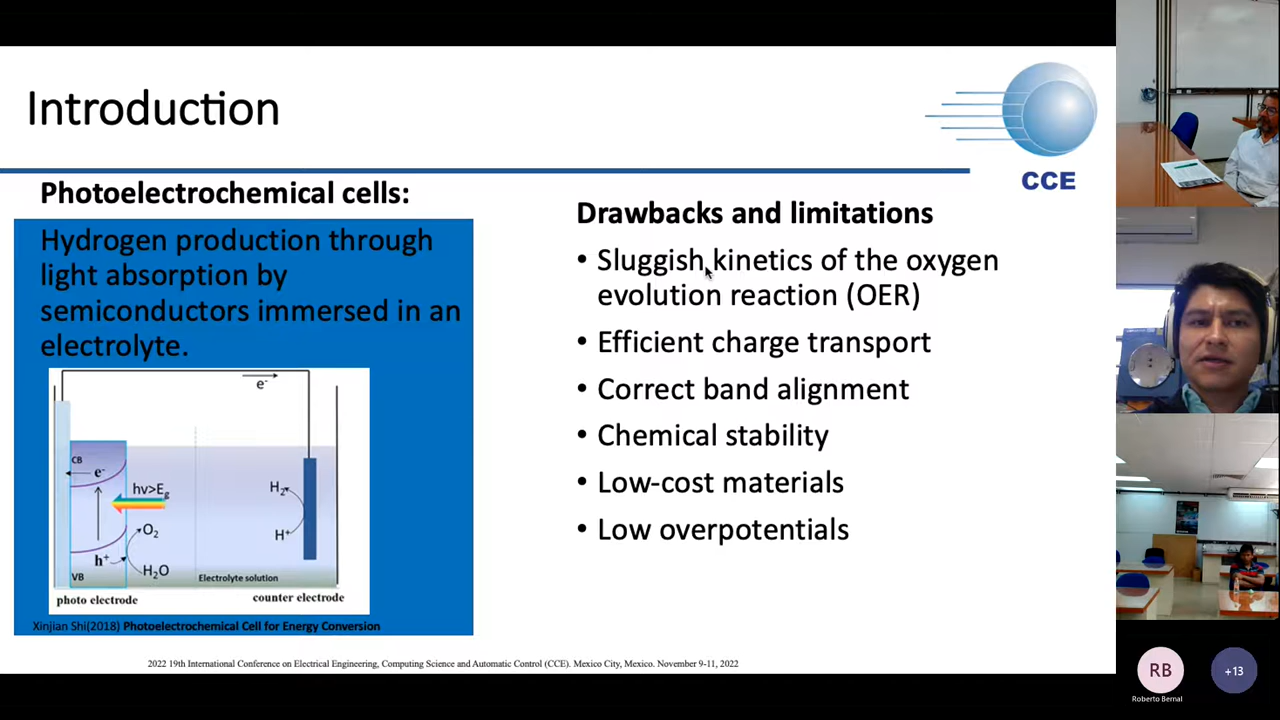 Introduction
CCE
Photoelectrochemical cells:
Hydrogen production through
light absorption by
semiconductors immersed in an
electrolyte.
e-
CB
e-
hν>Eg
H2
O2
H+
h+
H2O
VB
Electrolyte solution
photo electrode
counter electrode
Xinjian Shi(2018) Photoelectrochemical Cell for Energy Conversion
Drawbacks and limitations
• Sluggish kinetics of the oxygen
evolution reaction (OER)
• Efficient charge transport
• Correct band alignment
• Chemical stability
• Low-cost materials
• Low overpotentials
2022 19th International Conference on Electrical Engineering, Computing Science and Automatic Control (CCE). Mexico City, Mexico. November 9-11, 2022
RB
+13
Roberto Bernal